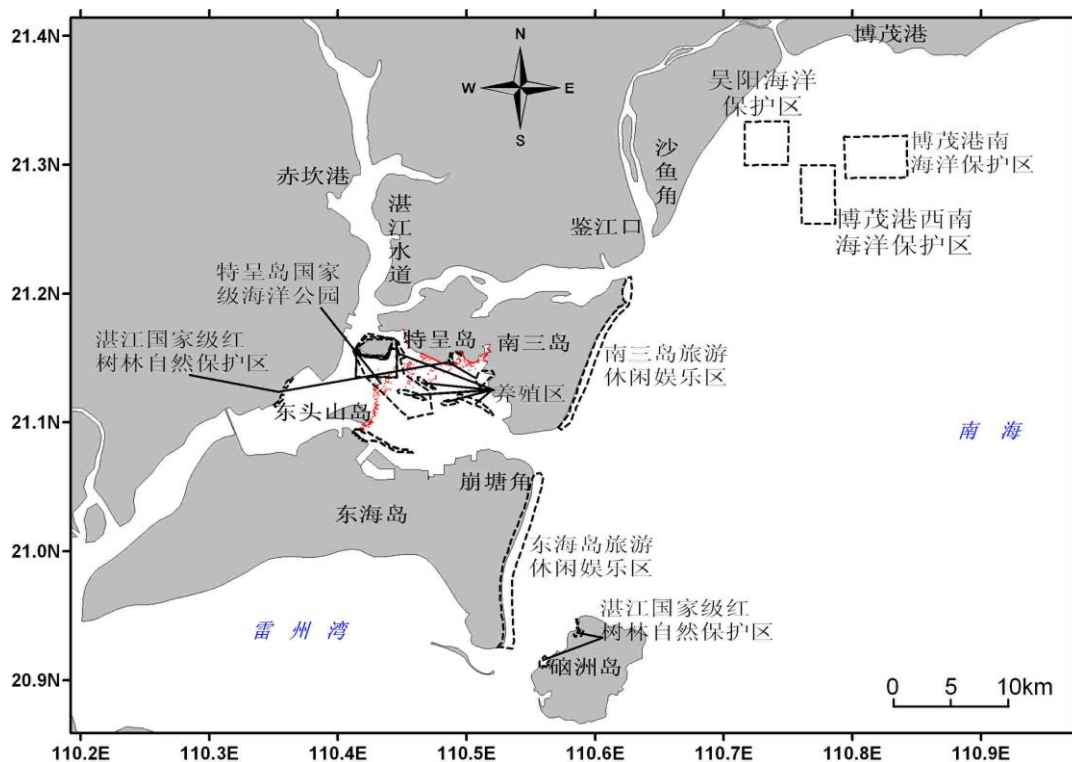 21.4N
21.3N
21.2N
21.1N
21.0N
20.9N
110.2E
110.3E
110.4E
110.5E
110.6E
110.7E
110.8E
110.9E
N
W
E
S
博茂港
吴阳海洋
保护区
博茂港南
海洋保护区
博茂港西南
海洋保护区
沙鱼角
鉴江口
赤坎港
湛江水道
特呈岛国家
级海洋公园
湛江国家级红
树林自然保护区
特呈岛
南三岛
南三岛旅游
休闲娱乐区
养殖区
东头山岛
南 海
崩塘角
东海岛
东海岛旅游
休闲娱乐区
雷 州 湾
湛江国家级红
树林自然保护区
硇洲岛
0 5 10km